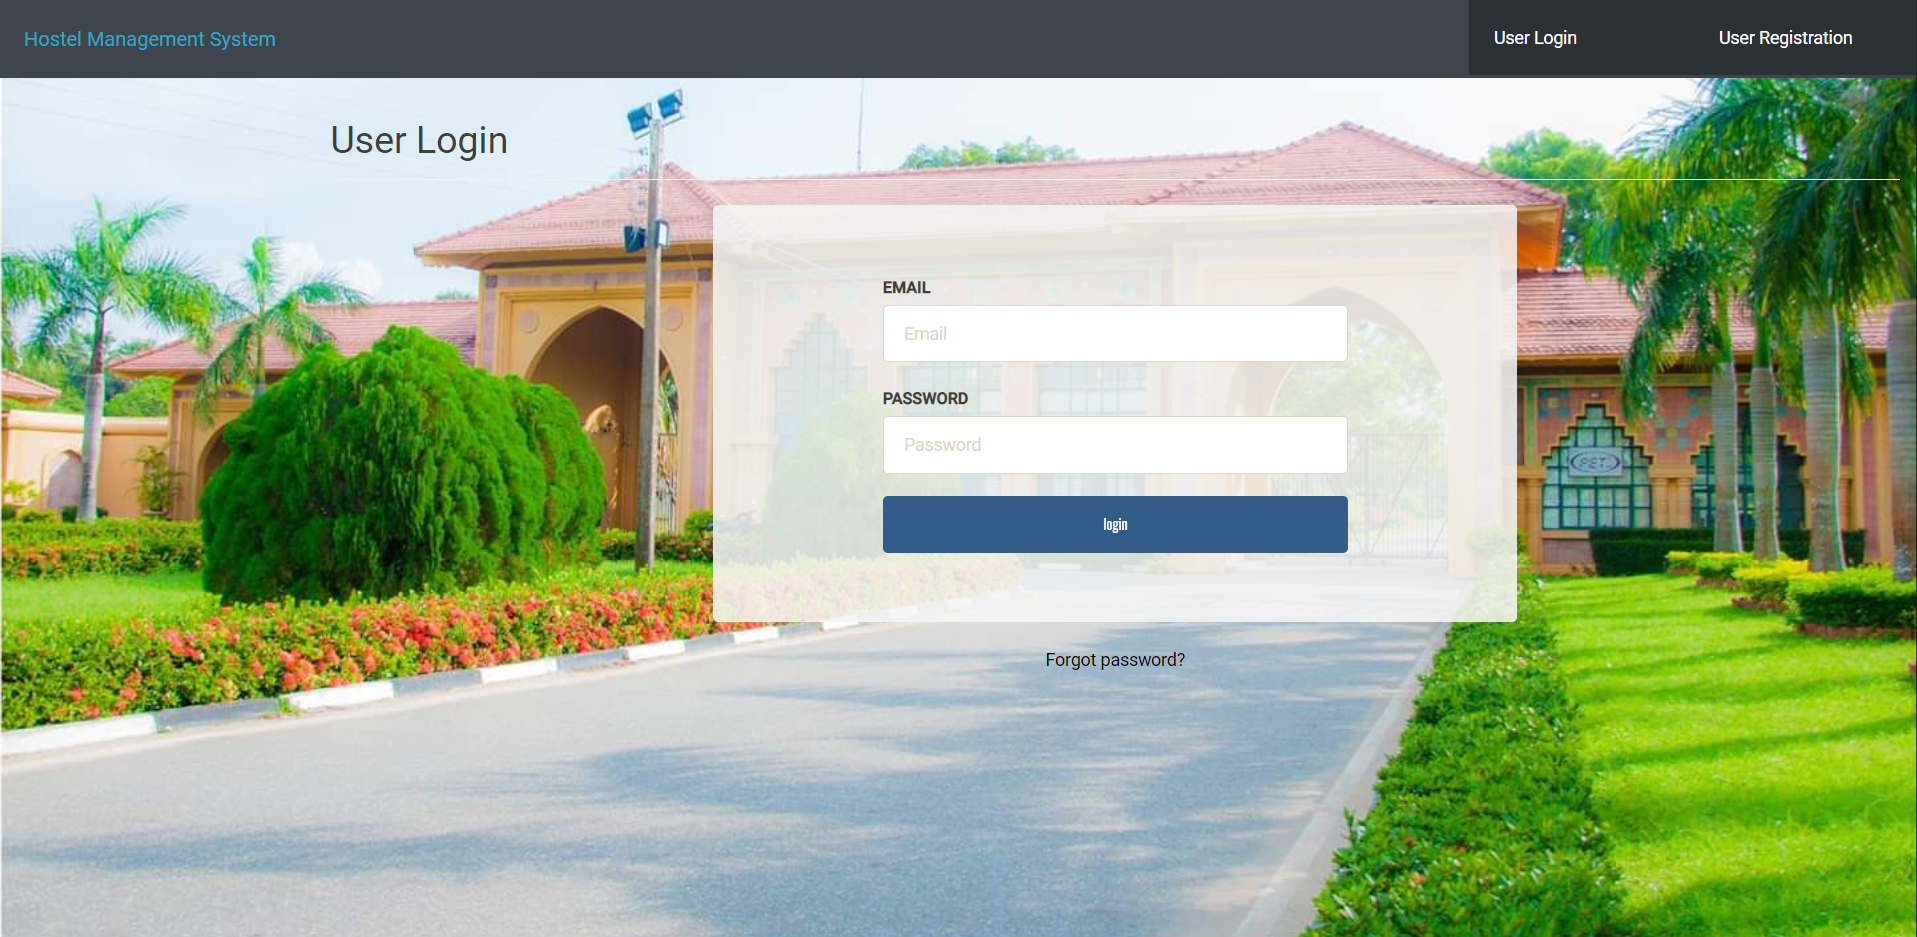 Hostel Management System
User Login
User Registration
User Login
EMAIL
Email
PASSWORD
Password
login
Forgot password?
PET